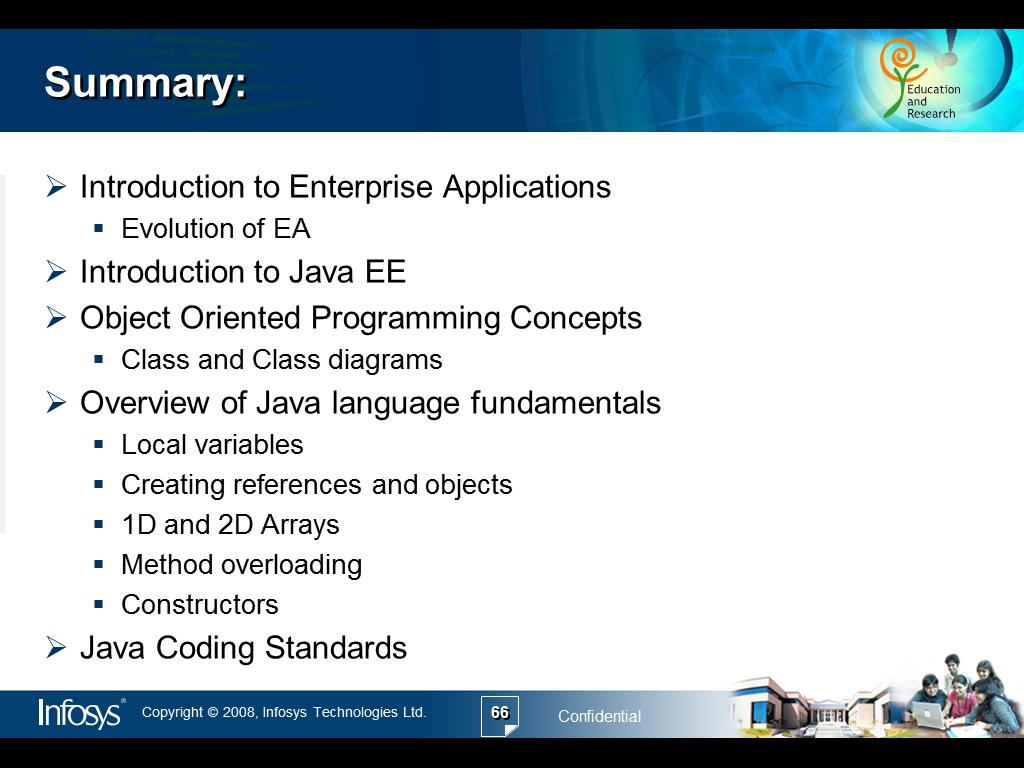 Summary:
Education
and
Research
Introduction to Enterprise Applications
Evolution of EA
Introduction to Java EE
Object Oriented Programming Concepts
Class and Class diagrams
Overview of Java language fundamentals
Local variables
Creating references and objects
1D and 2D Arrays
Method overloading
Constructors
Java Coding Standards
Infosys®
Copyright © 2008, Infosys Technologies Ltd.
66
Confidential